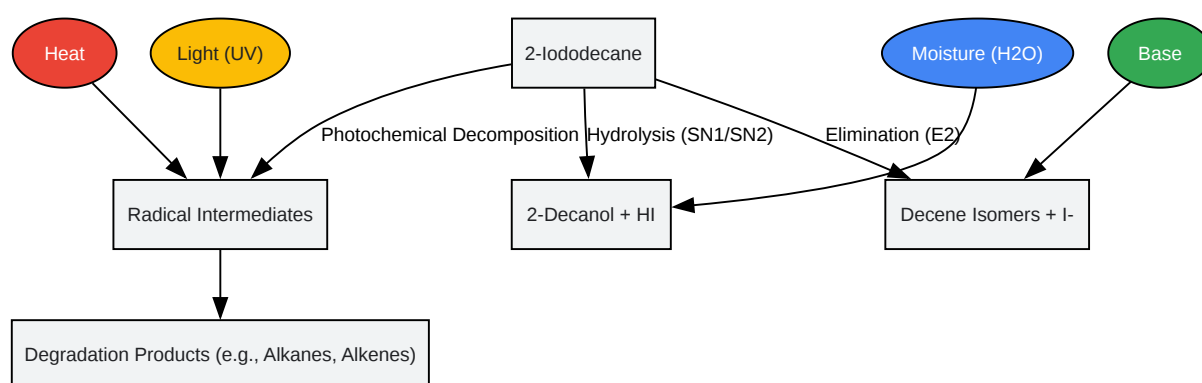 Heat
Light (UV)
2-Iododecane
Moisture (H2O)
Base
Photochemical Decomposition
Hydrolysis (SN1/SN2)
Elimination (E2)
Radical Intermediates
2-Decanol + HI
Decene Isomers + I-
Degradation Products (e.g., Alkanes, Alkenes)